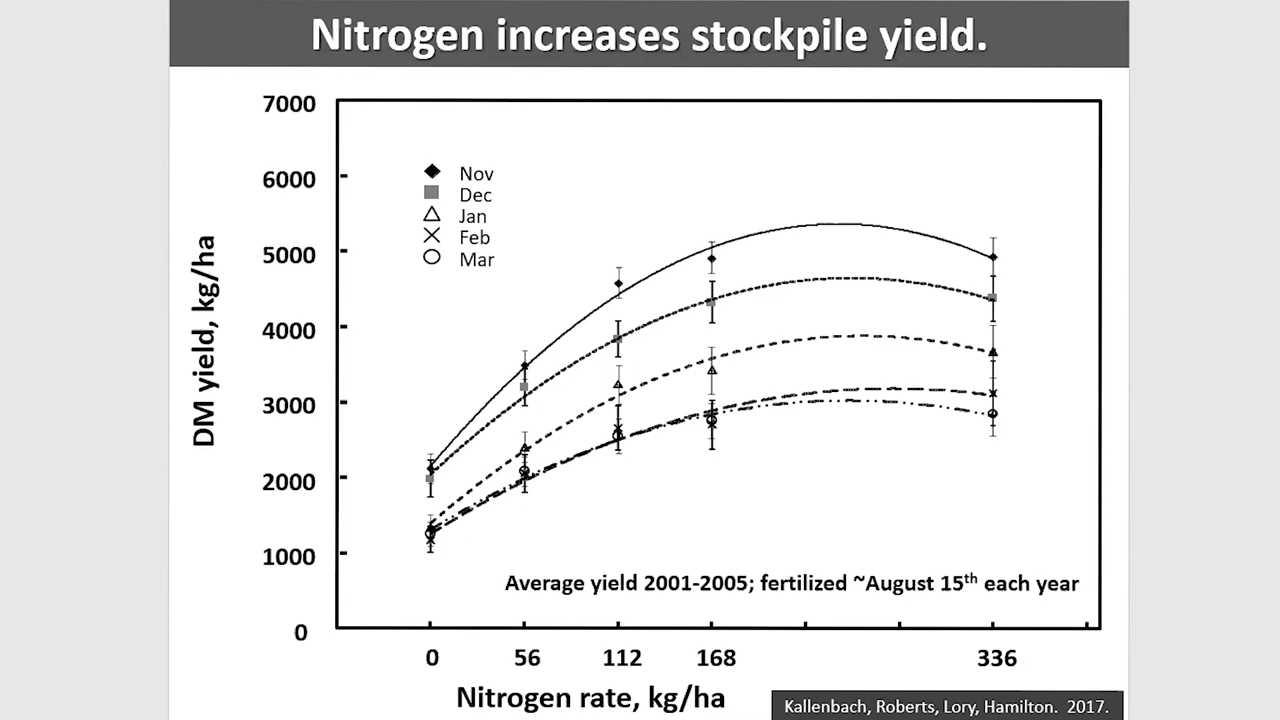 Nitrogen increases stockpile yield.
7000
6000
5000
4000
3000
2000
1000
0
DM yield, kg/ha
Nov
Dec
Jan
Feb
Mar
Average yield 2001-2005; fertilized ~August 15th each year
0 56 112 168 336
Nitrogen rate, kg/ha
Kallenbach, Roberts, Lory, Hamilton. 2017.